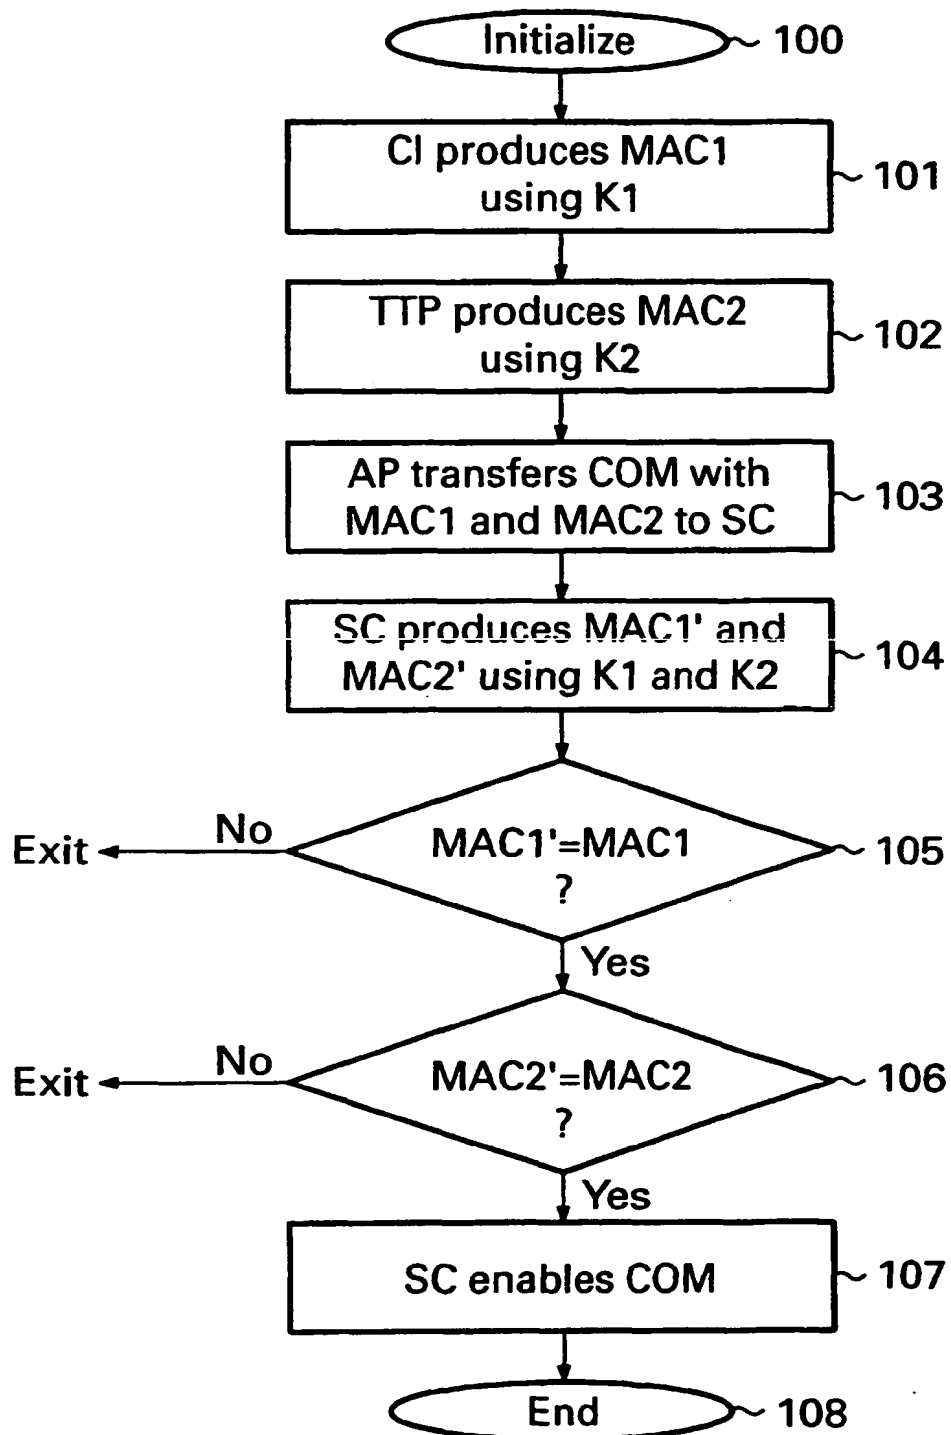 Initialize
100
CI produces MAC1
using K1
101
TTP produces MAC2
using K2
102
AP transfers COM with
MAC1 and MAC2 to SC
103
SC produces MAC1' and
MAC2' using K1 and K2
104
MAC1'=MAC1
?
105
No
Exit
Yes
MAC2'=MAC2
?
106
No
Exit
Yes
SC enables COM
107
End
108